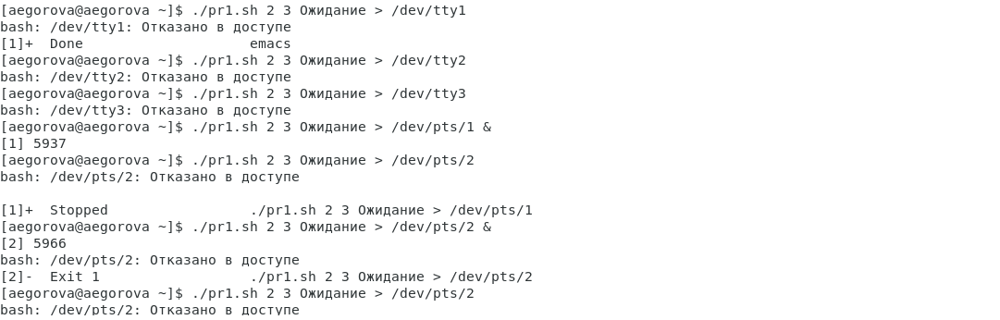 [aegorova@aegorova ~]$ ./pr1.sh 2 3 Ожидание > /dev/tty1
bash: /dev/tty1: Отказано в доступе
[1]+  Done                    emacs
[aegorova@aegorova ~]$ ./pr1.sh 2 3 Ожидание > /dev/tty2
bash: /dev/tty2: Отказано в доступе
[aegorova@aegorova ~]$ ./pr1.sh 2 3 Ожидание > /dev/tty3
bash: /dev/tty3: Отказано в доступе
[aegorova@aegorova ~]$ ./pr1.sh 2 3 Ожидание > /dev/pts/1 &
[1] 5937
[aegorova@aegorova ~]$ ./pr1.sh 2 3 Ожидание > /dev/pts/2
bash: /dev/pts/2: Отказано в доступе

[1]+  Stopped                 ./pr1.sh 2 3 Ожидание > /dev/pts/1
[aegorova@aegorova ~]$ ./pr1.sh 2 3 Ожидание > /dev/pts/2 &
[2] 5966
bash: /dev/pts/2: Отказано в доступе
[2]-  Exit 1                  ./pr1.sh 2 3 Ожидание > /dev/pts/2
[aegorova@aegorova ~]$ ./pr1.sh 2 3 Ожидание > /dev/pts/2
bash: /dev/pts/2: Отказано в доступе